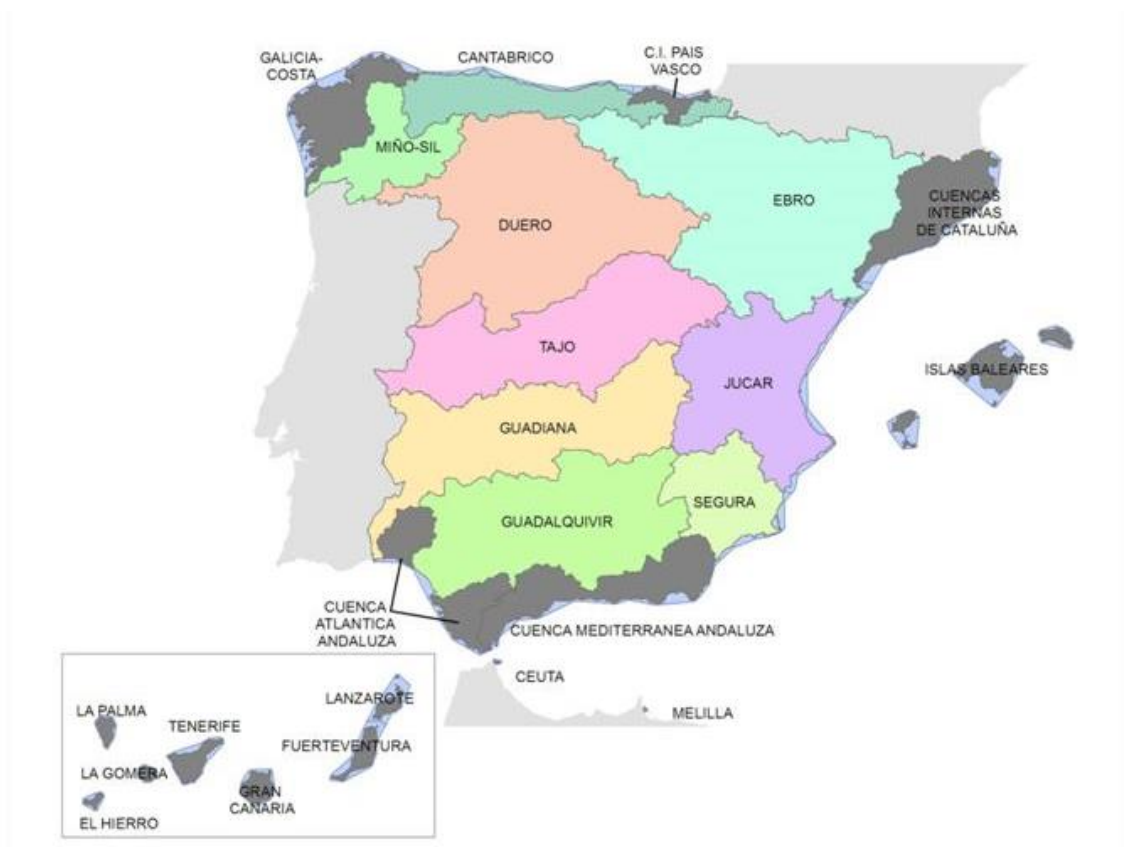 GALICIA-
COSTA
CANTABRICO
C.I. PAIS
VASCO
MIÑO-SIL
DUERO
EBRO
CUENCAS
INTERNAS
DE CATALUÑA
TAJO
JUCAR
ISLAS BALEARES
GUADIANA
SEGURA
GUADALQUIVIR
CUENCA
ATLANTICA
ANDALUZA
CUENCA MEDITERRANEA ANDALUZA
CEUTA
MELILLA
LA PALMA
TENERIFE
LANZAROTE
FUERTEVENTURA
LA GOMERA
GRAN
CANARIA
EL HIERRO